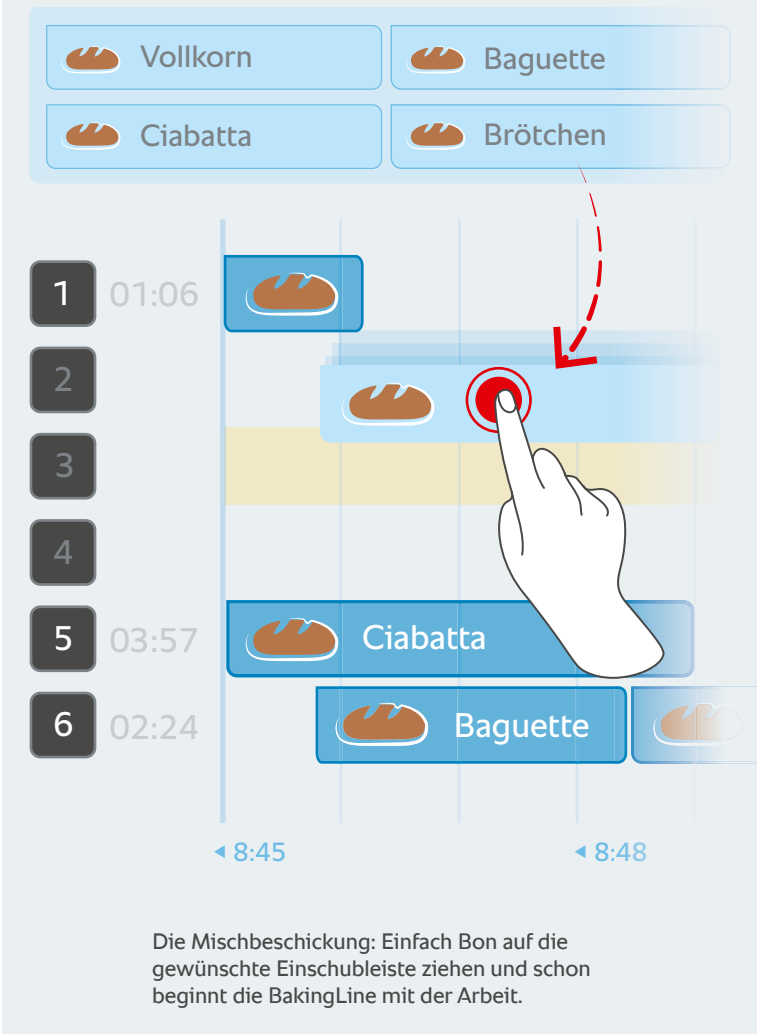 Vollkorn
Baguette
Ciabatta
Brötchen
1 01:06
2
3
4
5 03:57 Ciabatta
6 02:24 Baguette
8:45 8:48
Die Mischbeschickung: Einfach Bon auf die
gewünschte Einschubleiste ziehen und schon
beginnt die BakingLine mit der Arbeit.